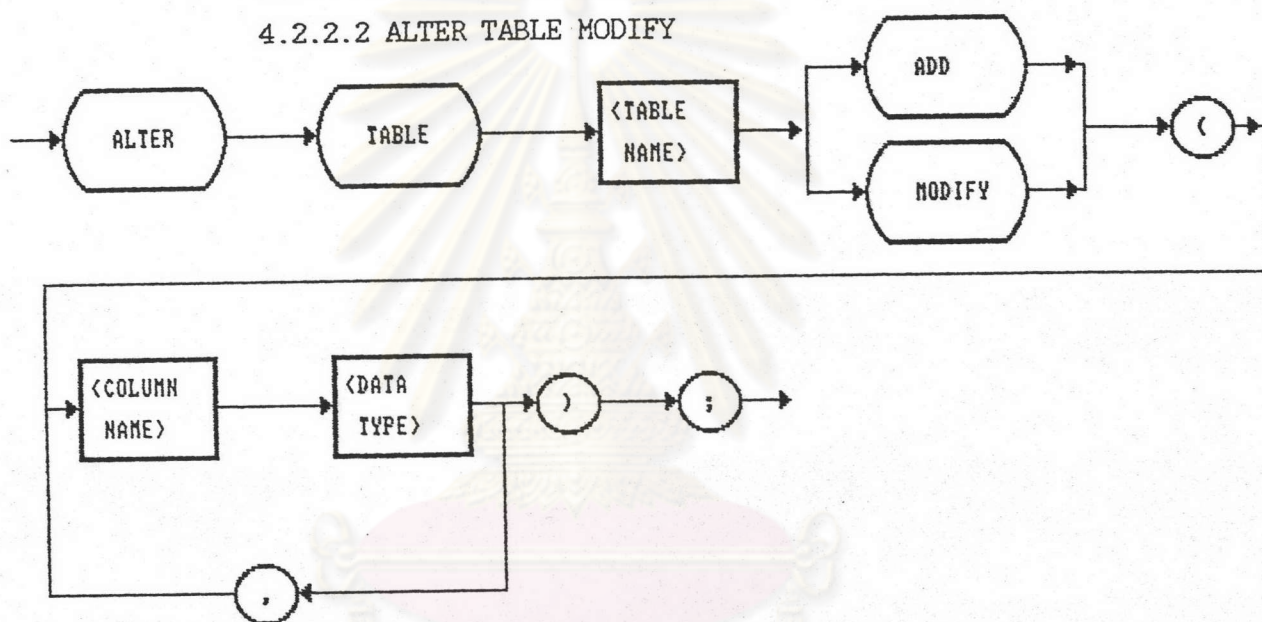 4.2.2.2 ALTER TABLE MODIFY
ALTER
TABLE
<TABLE
NAME>
ADD
MODIFY
(
<COLUMN
NAME>
<DATA
TYPE>
)
;
,